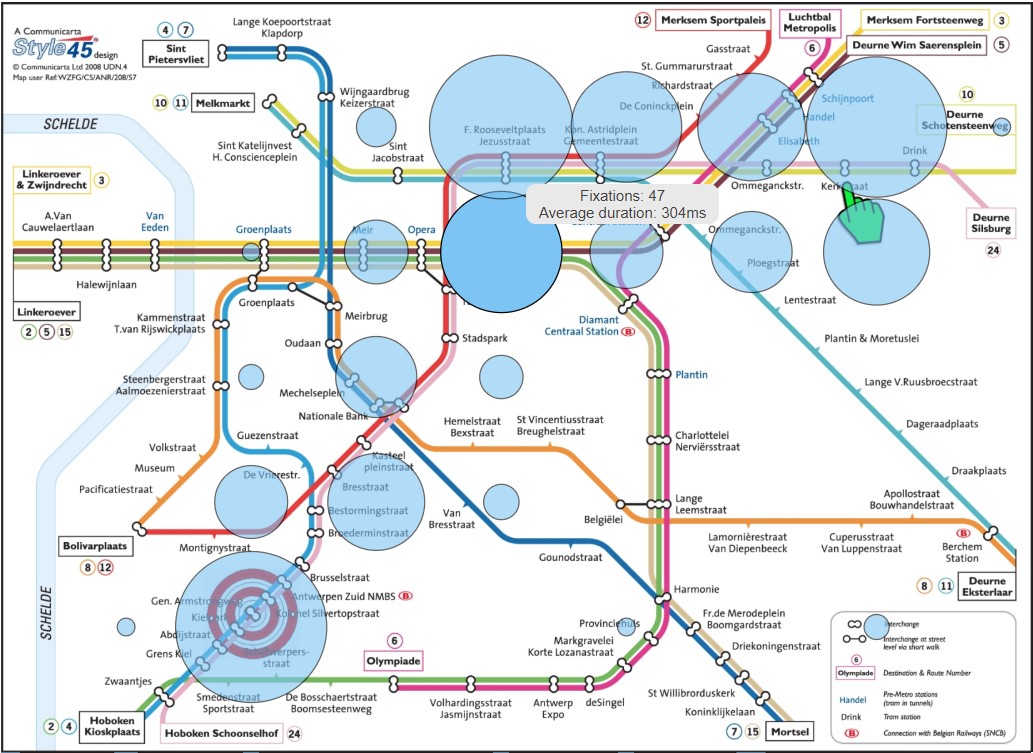 A Communicarta
Style45 design
© Communicarta Ltd 2008 UDN.4
Map user Ref:WZFG/CS/ANR/208/57
4 7
Sint
Pietersvliet
Lange Koepoortstraat
Klapdorp
12
Merksem Sportpaleis
Luchtbal
Metropolis
6
Merksem Fortsteenweg
3
Deurne Wim Saerensplein
5
Gasstraat
St. Gummarurstraat
Richardstraat
De Coninckplein
10 11
Melkmarkt
Wijngaardbrug
Keizerstraat
Schijnpoort
Handel
Elisabeth
10
Deurne
Schotensteenweg
SCHELDE
Sint Katelijnvest
H. Conscienceplein
Sint
Jacobstraat
F. Rooseveltplaats
Jezusstraat
Kon. Astridplein
Gemeentestraat
Drink
Ommeganckstr.
Linkeroever
& Zwijndrecht
3
Fixations: 47
Average duration: 304ms
Deurne
Silsburg
24
A.Van
Cauwelaertlaan
Van
Eeden
Groenplaats
Meir
Opera
Ommeganckstr.
Ploegstraat
Halewijnlaan
Linkeroever
2 5 15
Groenplaats
Lentestraat
Kammenstraat
T.van Rijswickplaats
Meirbrug
Diamant
Centraal Station B
Oudaan
Stadspark
Plantin & Moretuslei
Steenbergerstraat
Aalmoezenierstraat
Mechelseplein
Plantin
Lange V.Ruusbroecstraat
Nationale Bank
Hemelstraat
Bexstraat
St Vincentiusstraat
Breughelstraat
Dageraadplaats
Guezenstraat
Charlottelei
Nerviërsstraat
Volkstraat
Museum
Kasteel
pleinstraat
Draakplaats
De Vrierestr.
Bresstraat
Pacificatiestraat
Lange
Leemstraat
Apollostraat
Bouwhandelstraat
Bestormingstraat
Van
Bresstraat
Belgiëlei
Bolivarplaats
8 12
Montignystraat
Broederminstraat
Lamornièrestraat
Van Diepenbeeck
Cuperusstraat
Van Luppenstraat
B
Berchem
Station
Gounodstraat
8 11
Deurne
Eksterlaar
Brusselstraat
SCHELDE
Antwerpen Zuid NMBS B
Harmonie
Gen. Armstrongweg
Kolonel Silvertopstraat
Fr.de Merodeplein
Boomgardstraat
Abdijstraat
Provinciehuis
Markgravelei
Korte Lozanastraat
Driekoningenstraat
Grens Kiel
6
Olympiade
straat
Zwaantjes
Smedenstraat
Sportstraat
De Bosschaertstraat
Boomsesteenweg
Volhardingsstraat
Jasmijnstraat
Antwerp
Expo
deSingel
St Willibrorduskerk
Koninklijkelaan
2 4
Hoboken
Kioskplaats
Hoboken Schoonselhof
24
7 15
Mortsel
Interchange
Interchange at street
level via short walk
6
Olympiade
Destination & Route Number
Handel
Pre-Metro stations
(tram in tunnels)
Drink
Tram station
B
Connection with Belgian Railways (SNCB)